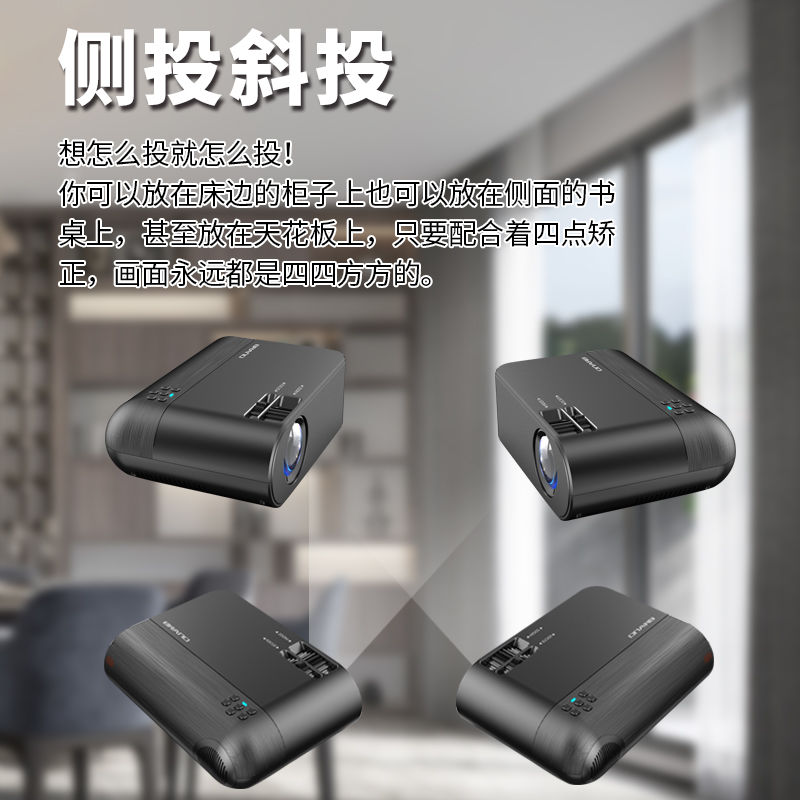 侧投斜投
想怎么投就怎么投！
你可以放在床边的柜子上也可以放在侧面的书
桌上，甚至放在天花板上，只要配合着四点矫
正，画面永远都是四四方方的。